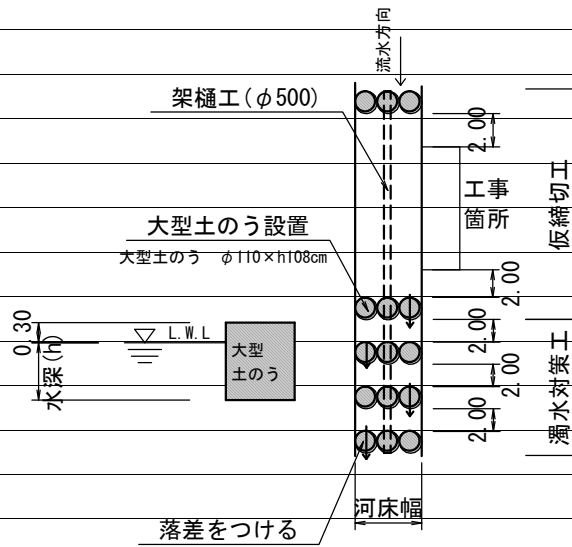 流水方向
架樋工(φ500)
2.00
工事
箇所
仮締切工
大型土のう設置
大型土のう φ110×h108cm
2.00
0.30
L.W.L
大型
土のう
水深(h)
2.00
2.00
2.00
濁水対策工
河床幅
落差をつける